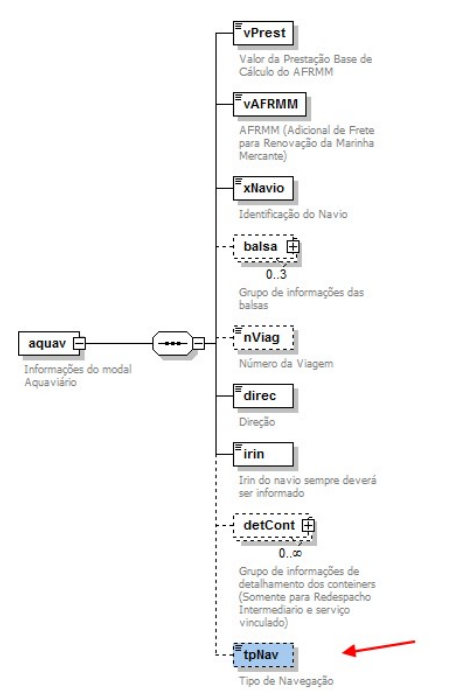 vPrest
Valor da Prestação Base de
Cálculo do AFRMM
vAFRMM
AFRMM (Adicional de Frete
para Renovação da Marinha
Mercante)
xNavio
Identificação do Navio
balsa
0..3
Grupo de informações das
balsas
aquav
Informações do modal
Aquaviário
nViag
Número da Viagem
direc
Direção
irin
Irin do navio sempre deverá
ser informado
detCont
0..∞
Grupo de informações de
detalhamento dos conteiners
(Somente para Redespacho
Intermediario e serviço
vinculado)
tpNav
Tipo de Navegação